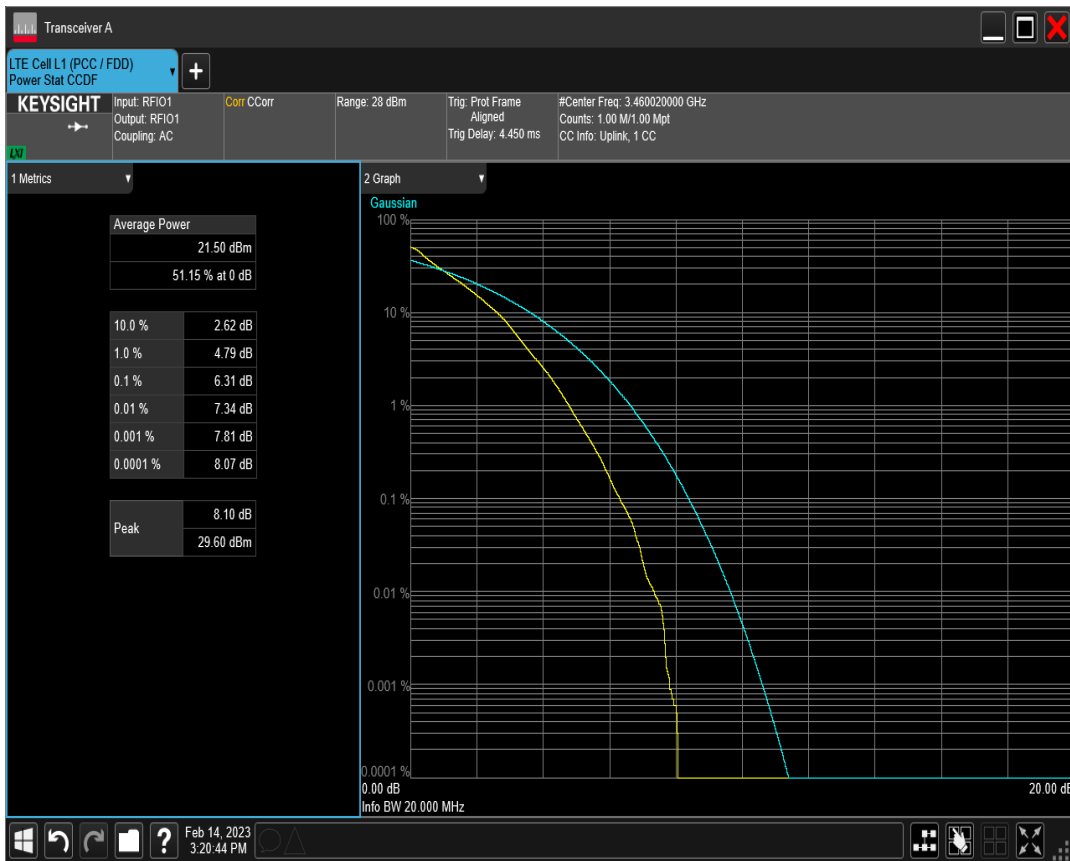 Transceiver A
LTE Cell L1 (PCC / FDD)
Power Stat CCDF
KEYSIGHT
LXI
Input: RFIO1
Output: RFIO1
Coupling: AC
Corr CCorr
Range: 28 dBm
Trig: Prot Frame
Aligned
Trig Delay: 4.450 ms
#Center Freq: 3.460020000 GHz
Counts: 1.00 M/1.00 Mpt
CC Info: Uplink, 1 CC
1 Metrics
Average Power
21.50 dBm
51.15 % at 0 dB
10.0 % 2.62 dB
1.0 % 4.79 dB
0.1 % 6.31 dB
0.01 % 7.34 dB
0.001 % 7.81 dB
0.0001 % 8.07 dB
Peak
8.10 dB
29.60 dBm
2 Graph
Gaussian
100 %
10 %
1 %
0.1 %
0.01 %
0.001 %
0.0001 %
0.00 dB 20.00 dB
Info BW 20.000 MHz
? Feb 14, 2023
3:20:44 PM